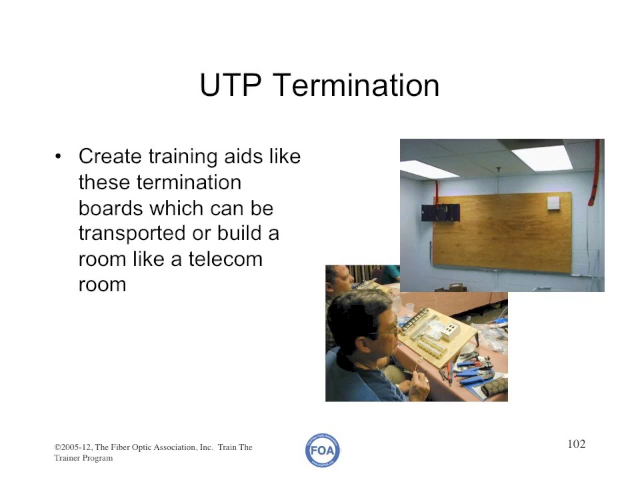 UTP Termination
• Create training aids like
these termination
boards which can be
transported or build a
room like a telecom
room
©2005-12, The Fiber Optic Association, Inc. Train The
Trainer Program
FOA
102